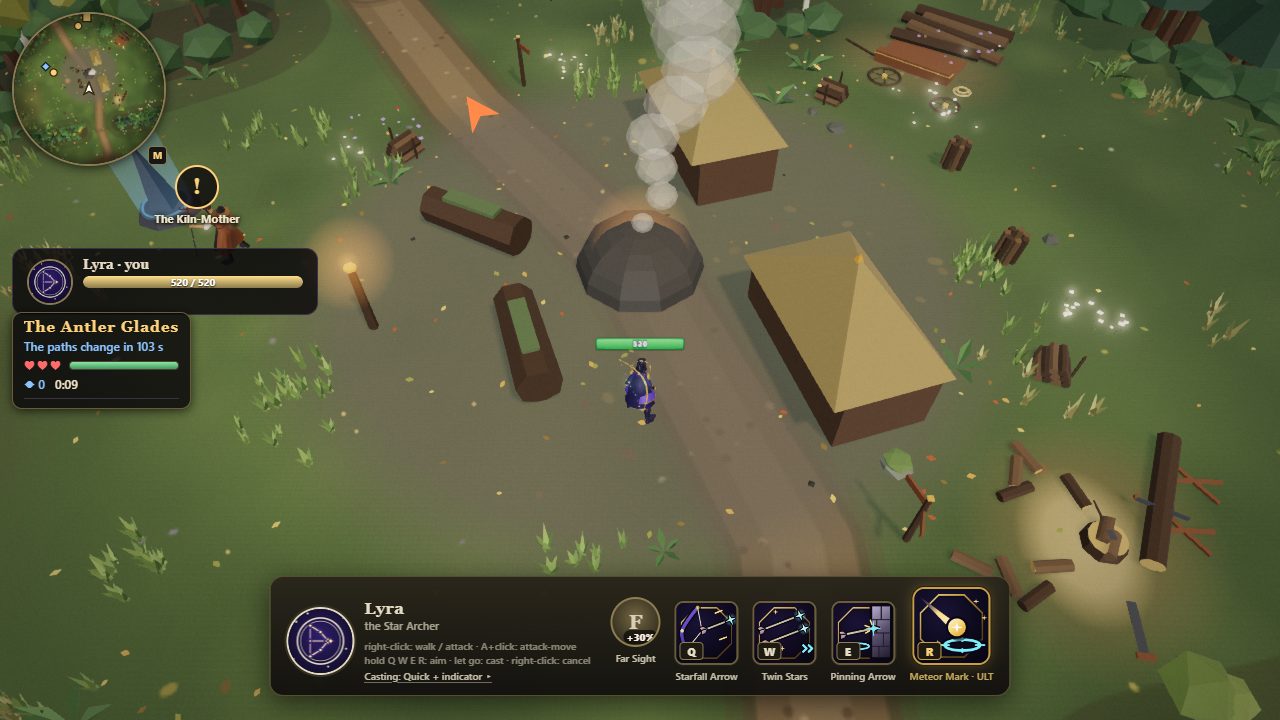 M
!
The Kiln-Mother
Lyra · you
520 / 520
The Antler Glades
The paths change in 103 s
0 0:09
520
Lyra
the Star Archer
right-click: walk / attack · A+click: attack-move
hold Q W E R: aim · let go: cast · right-click: cancel
Casting: Quick + indicator ▸
F
+30%
Far Sight
Q
Starfall Arrow
W
Twin Stars
E
Pinning Arrow
R
Meteor Mark · ULT